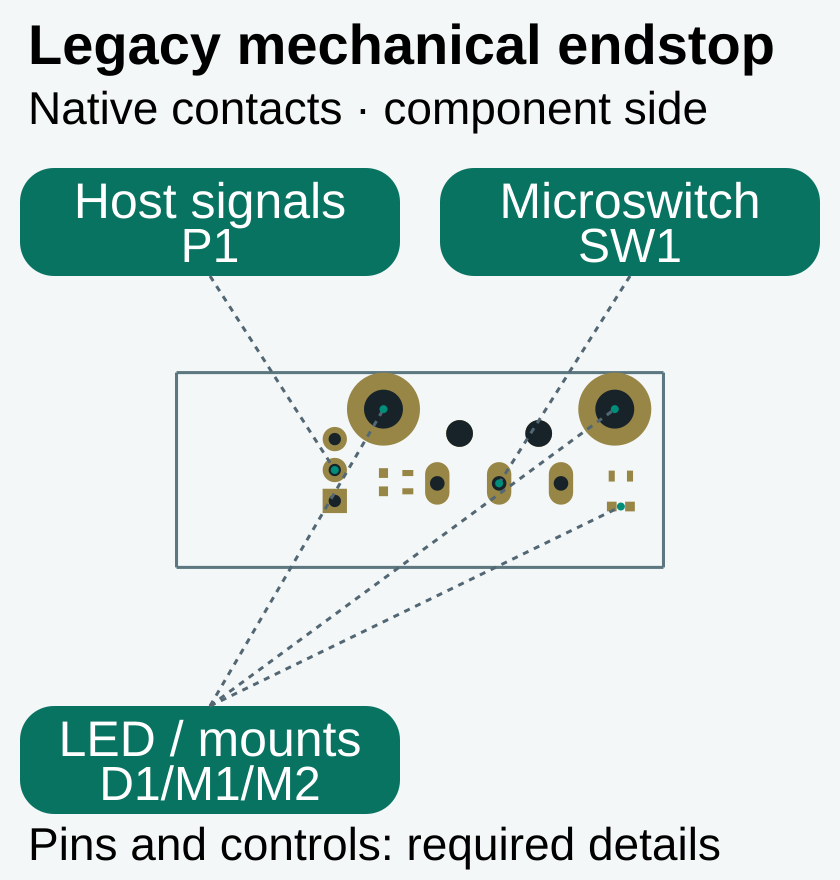 Legacy mechanical endstop
Native contacts · component side
Host signals
P1
Microswitch
SW1
LED / mounts
D1/M1/M2
Pins and controls: required details